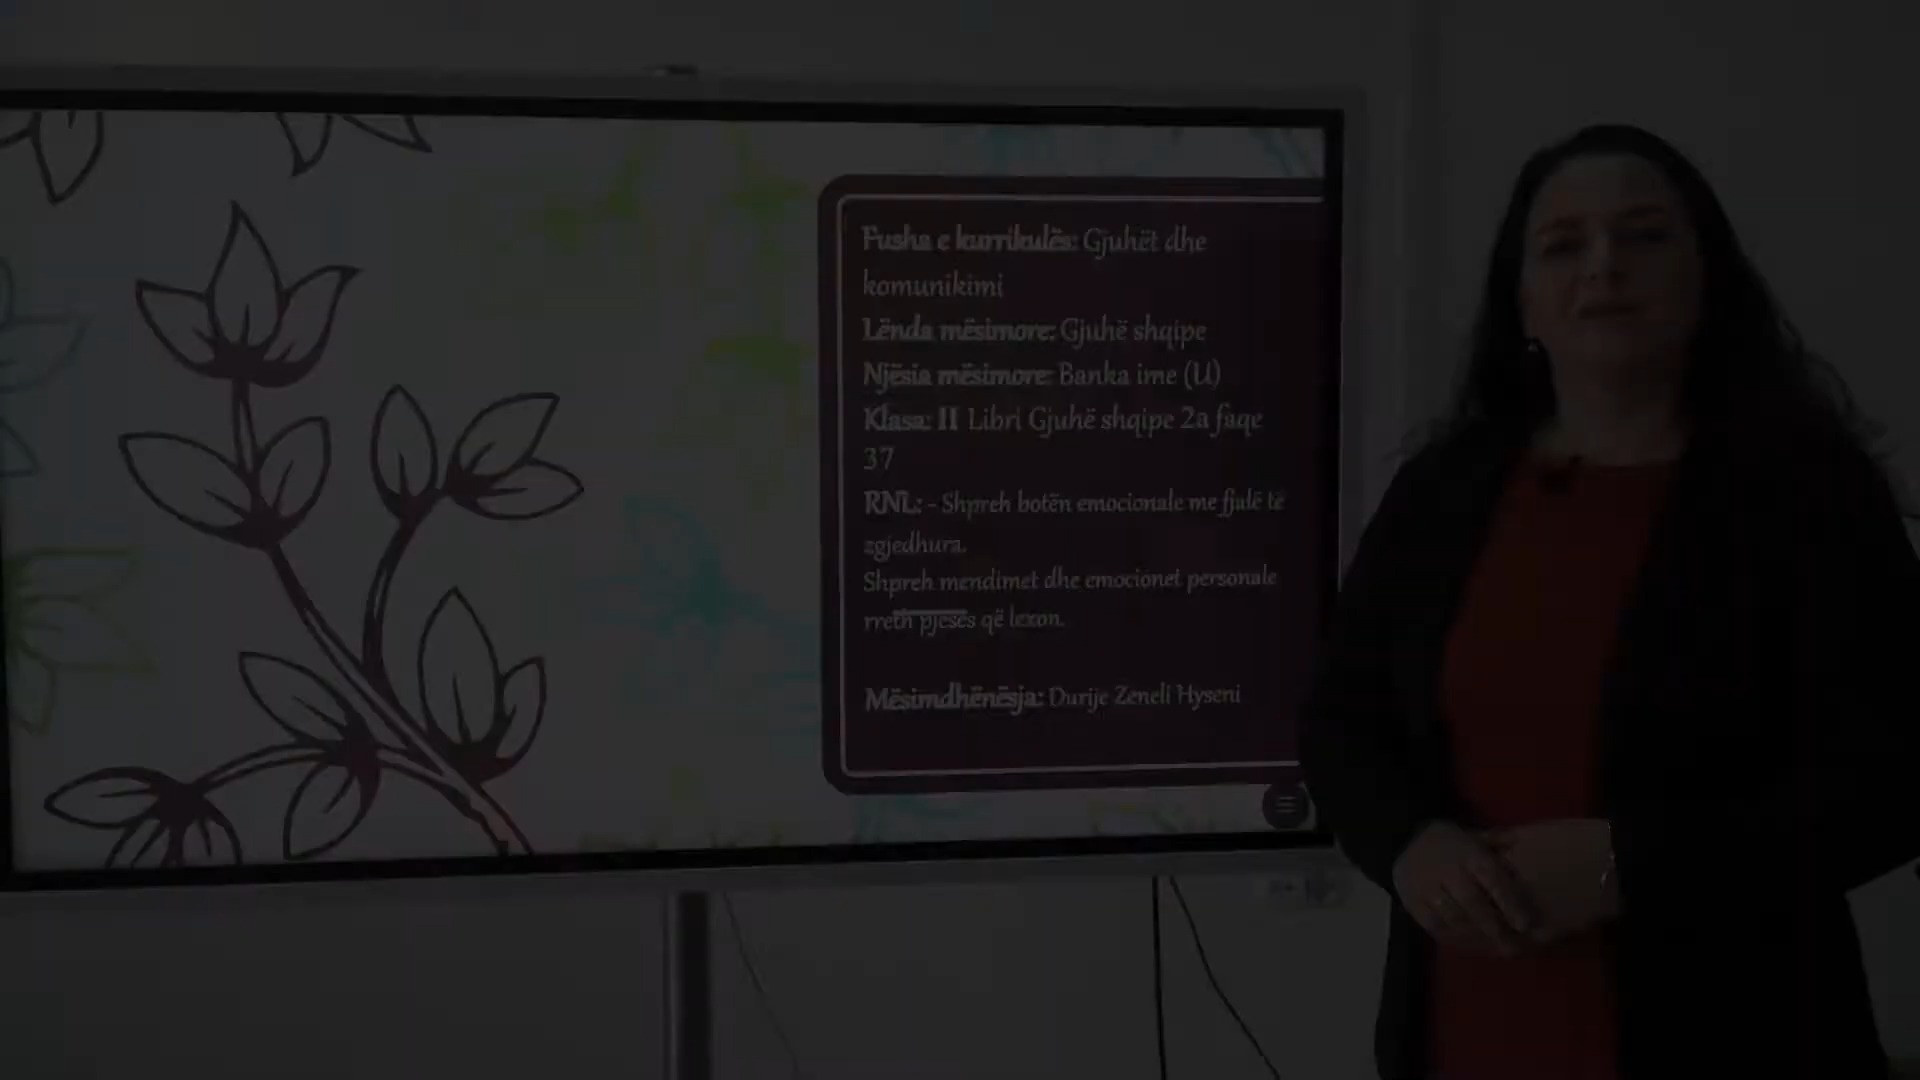 Fusha e kurrikulës: Gjuhët dhe
komunikimi
Lënda mësimore: Gjuhë shqipe
Njësia mësimore: Banka ime (U)
Klasa: II Libri Gjuhë shqipe 2a faqe
37
RNL: - Shpreh botën emocionale me fjalë të
zgjedhura.
Shpreh mendimet dhe emocionet personale
rreth pjesës që lexon.
Mësimdhënësja: Durije Zeneli Hyseni